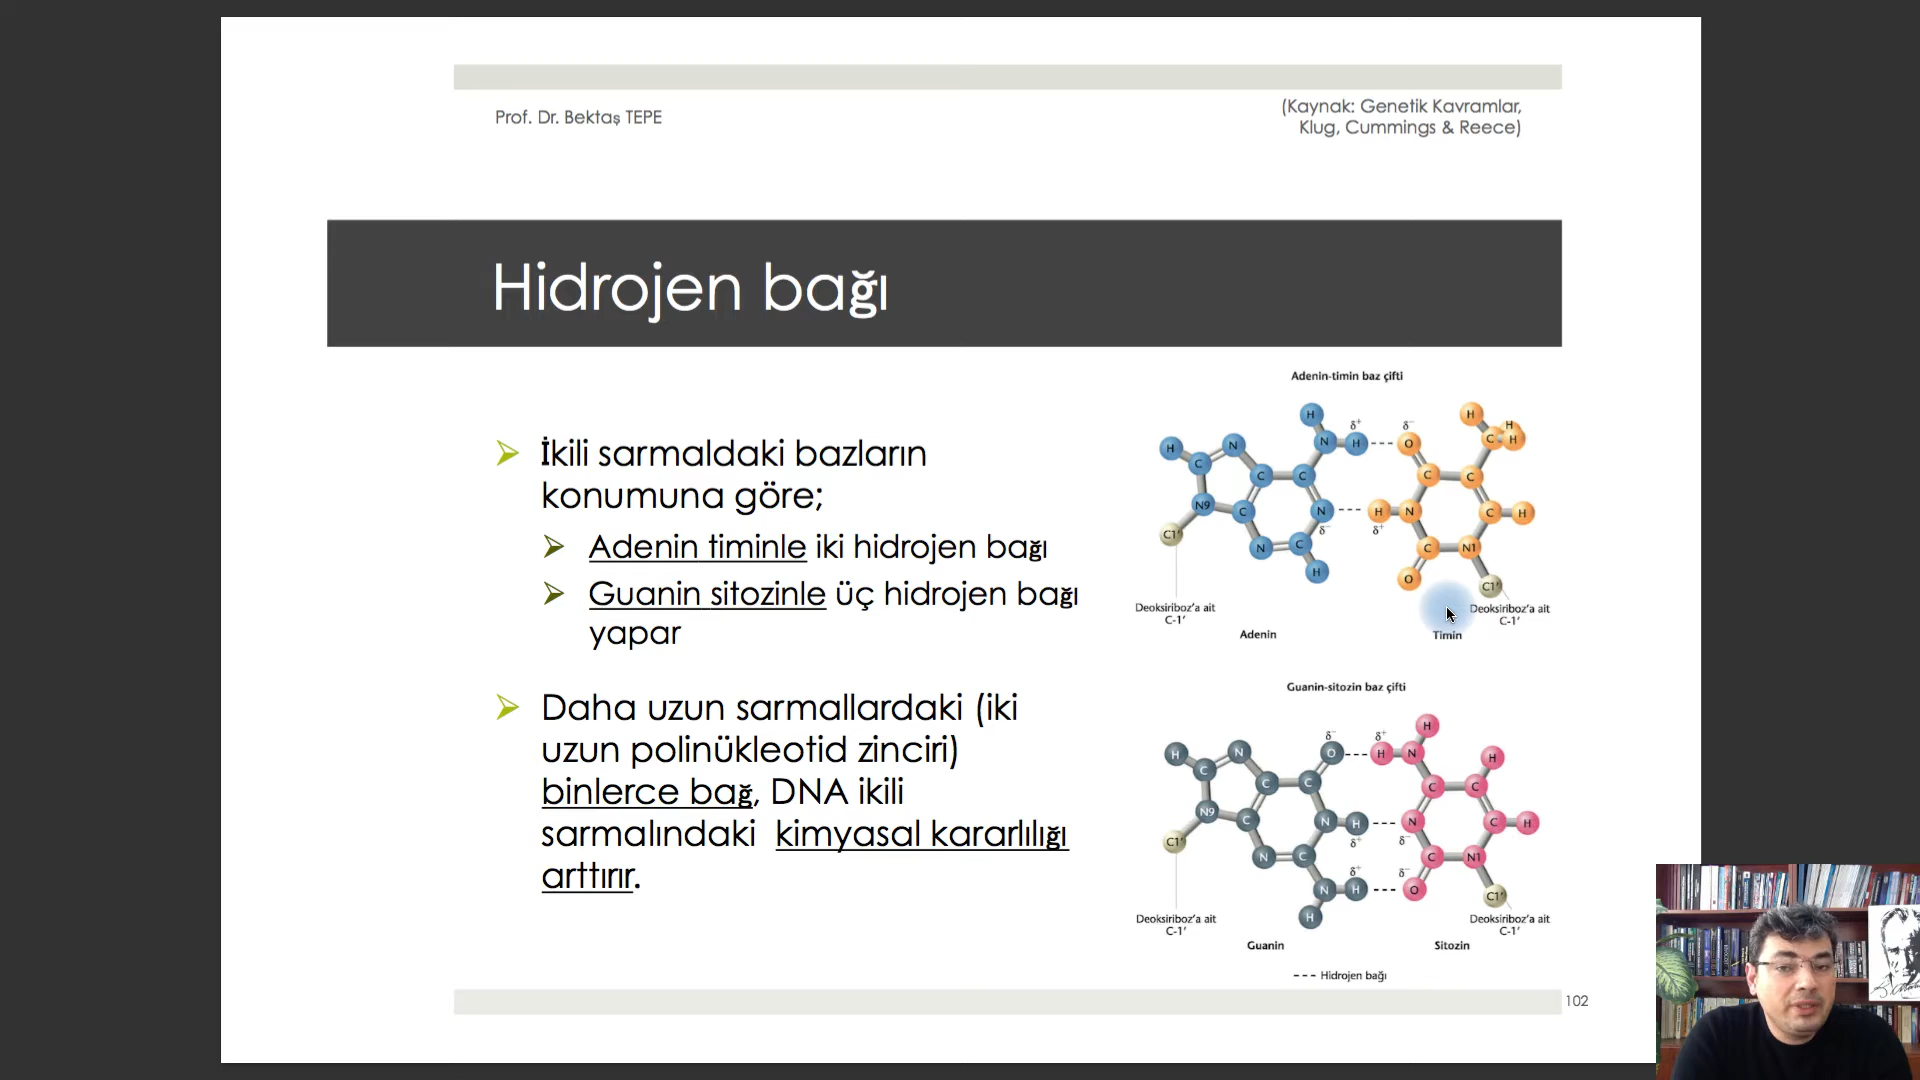 Prof. Dr. Bektaş TEPE
(Kaynak: Genetik Kavramlar,
Klug, Cummings & Reece)
Hidrojen bağı
İkili sarmaldaki bazların
konumuna göre;
Adenin timinle iki hidrojen bağı
Guanin sitozinle üç hidrojen bağı
yapar
Daha uzun sarmallardaki (iki
uzun polinükleotid zinciri)
binlerce bağ, DNA ikili
sarmalındaki kimyasal kararlılığı
arttırır.
Adenin-timin baz çifti
H
H
H
N
δ⁺
H
δ⁻
O
C
H
H
C
N
C
C
C
C
N9
C
N
δ⁻
H
δ⁺
N
C
H
C1'
N
C
C
N1
H
O
C1'
Deoksiriboz'a ait
C-1'
Deoksiriboz'a ait
C-1'
Adenin
Timin
Guanin-sitozin baz çifti
H
H
N
δ⁻
O
δ⁺
H
N
H
C
C
C
C
C
N9
C
N
H
δ⁺
N
δ⁻
C
H
C1'
N
C
C
N1
N
δ⁺
H
δ⁻
O
C1'
H
Deoksiriboz'a ait
C-1'
Deoksiriboz'a ait
C-1'
Guanin
Sitozin
Hidrojen bağı
102